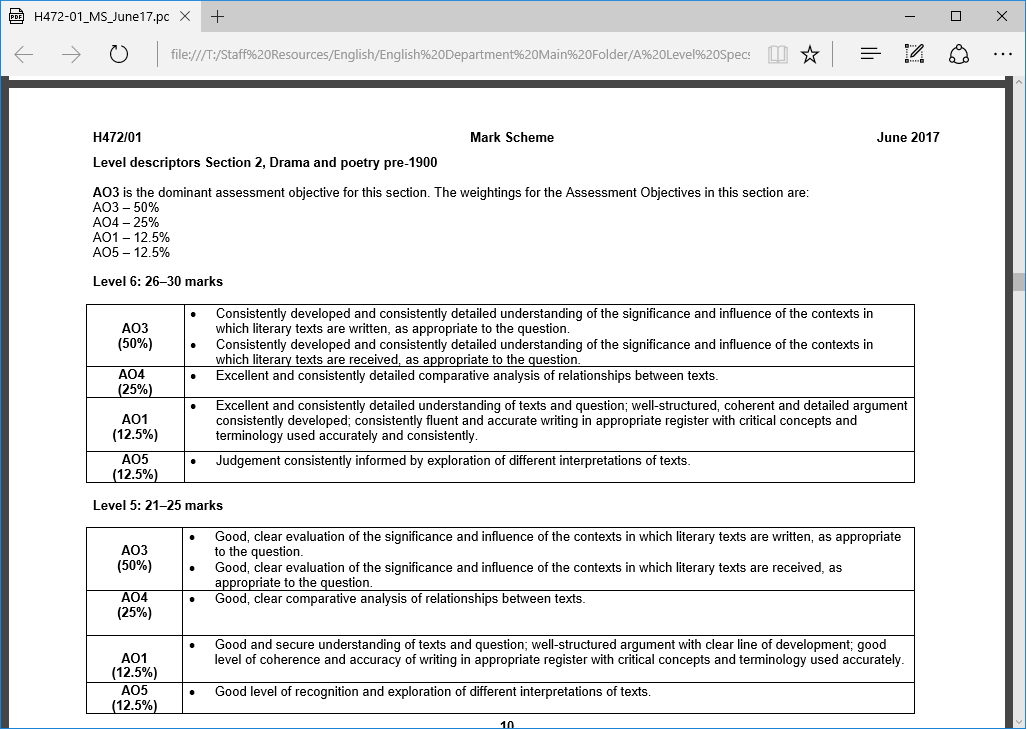 H472-01_MS_June17.pc
file:///T:/Staff%20Resources/English/English%20Department%20Main%20Folder/A%20Level%20Specs
H472/01 Mark Scheme June 2017
Level descriptors Section 2, Drama and poetry pre-1900
AO3 is the dominant assessment objective for this section. The weightings for the Assessment Objectives in this section are:
AO3 – 50%
AO4 – 25%
AO1 – 12.5%
AO5 – 12.5%
Level 6: 26–30 marks
AO3
(50%)
• Consistently developed and consistently detailed understanding of the significance and influence of the contexts in
which literary texts are written, as appropriate to the question.
• Consistently developed and consistently detailed understanding of the significance and influence of the contexts in
which literary texts are received, as appropriate to the question.
AO4
(25%)
• Excellent and consistently detailed comparative analysis of relationships between texts.
AO1
(12.5%)
• Excellent and consistently detailed understanding of texts and question; well-structured, coherent and detailed argument
consistently developed; consistently fluent and accurate writing in appropriate register with critical concepts and
terminology used accurately and consistently.
AO5
(12.5%)
• Judgement consistently informed by exploration of different interpretations of texts.
Level 5: 21–25 marks
AO3
(50%)
• Good, clear evaluation of the significance and influence of the contexts in which literary texts are written, as appropriate
to the question.
• Good, clear evaluation of the significance and influence of the contexts in which literary texts are received, as
appropriate to the question.
AO4
(25%)
• Good, clear comparative analysis of relationships between texts.
AO1
(12.5%)
• Good and secure understanding of texts and question; well-structured argument with clear line of development; good
level of coherence and accuracy of writing in appropriate register with critical concepts and terminology used accurately.
AO5
(12.5%)
• Good level of recognition and exploration of different interpretations of texts.
10